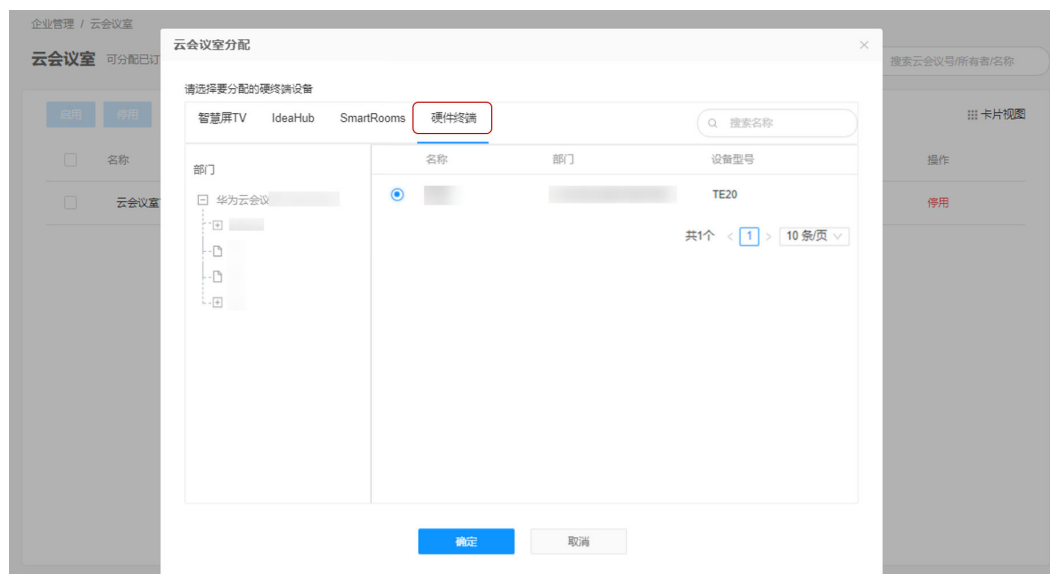 企业管理 / 云会议室
云会议室 可分配已订
搜索云会议号/所有者/名称
启用 停用
卡片视图
名称 操作
云会议室 停用
云会议室分配
请选择要分配的硬终端设备
智慧屏TV IdeaHub SmartRooms 硬件终端
搜索名称
部门
华为云会议
名称 部门 设备型号
TE20
共1个 < 1 > 10 条/页
确定 取消